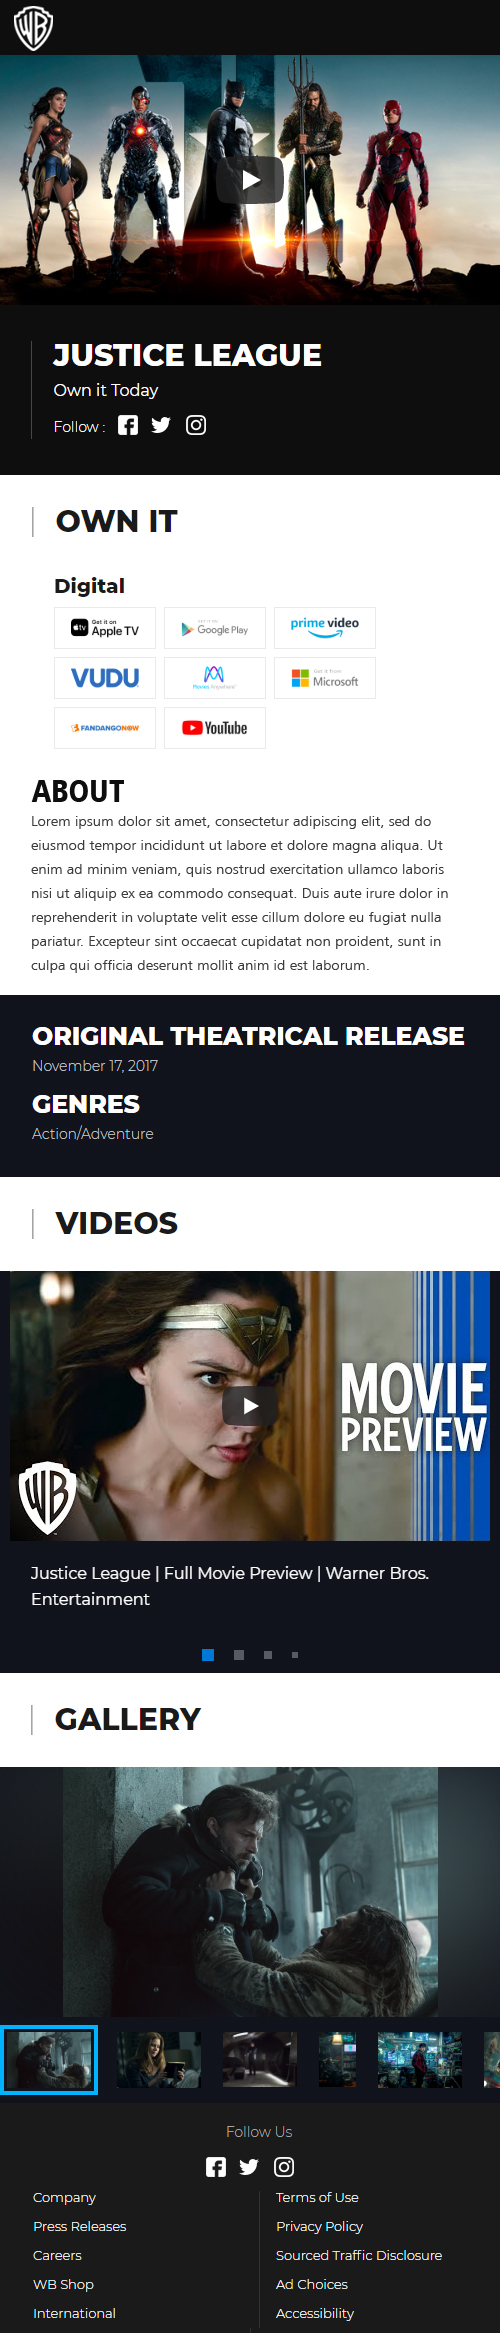 WB
JUSTICE LEAGUE
Own it Today
Follow :
OWN IT
Digital
Get it on
tv Apple TV
GET IT ON
Google Play
prime video
VUDU
Movies Anywhere
Get it from
Microsoft
FANDANGONOW
YouTube
ABOUT
Lorem ipsum dolor sit amet, consectetur adipiscing elit, sed do
eiusmod tempor incididunt ut labore et dolore magna aliqua. Ut
enim ad minim veniam, quis nostrud exercitation ullamco laboris
nisi ut aliquip ex ea commodo consequat. Duis aute irure dolor in
reprehenderit in voluptate velit esse cillum dolore eu fugiat nulla
pariatur. Excepteur sint occaecat cupidatat non proident, sunt in
culpa qui officia deserunt mollit anim id est laborum.
ORIGINAL THEATRICAL RELEASE
November 17, 2017
GENRES
Action/Adventure
VIDEOS
MOVIE
PREVIEW
WB
Justice League | Full Movie Preview | Warner Bros.
Entertainment
GALLERY
Follow Us
Company
Press Releases
Careers
WB Shop
International
Terms of Use
Privacy Policy
Sourced Traffic Disclosure
Ad Choices
Accessibility